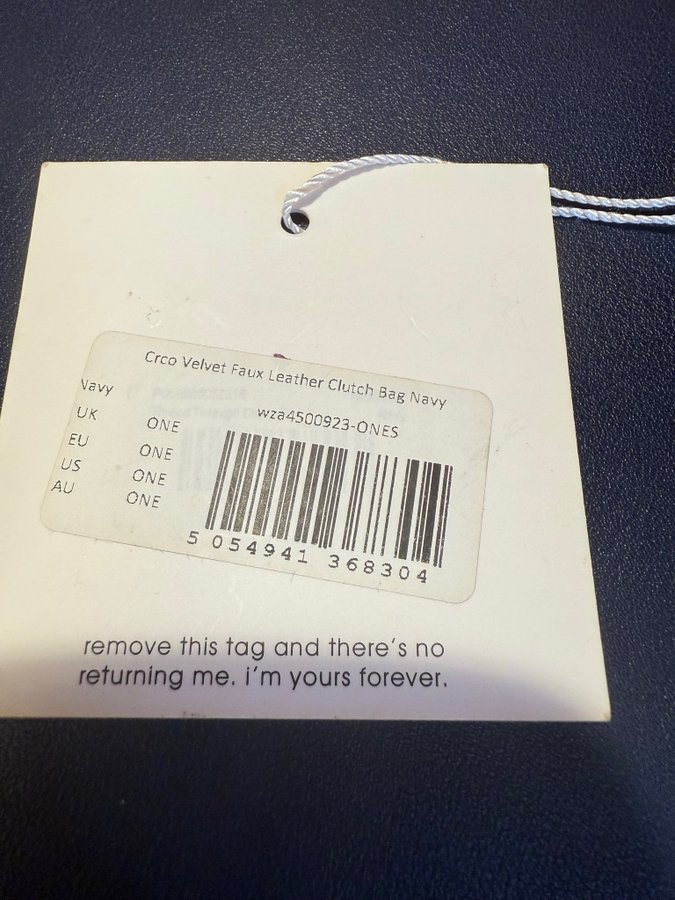 Crco Velvet Faux Leather Clutch Bag Navy
Navy
wza4500923-ONES
UK ONE
EU ONE
US ONE
AU ONE
5 054941 368304
remove this tag and there's no
returning me. i'm yours forever.